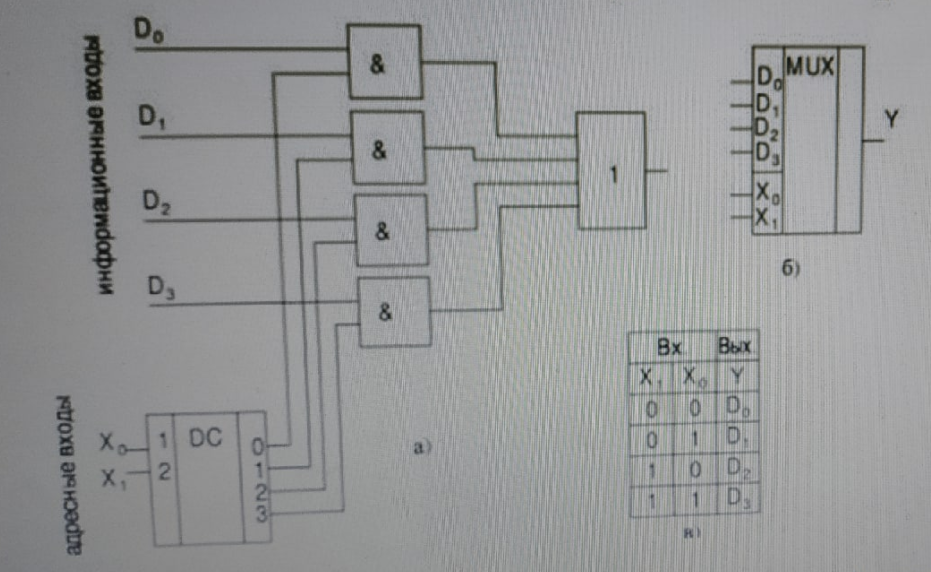 информационные входы
D₀
D₁
D₂
D₃
&
&
&
&
1
адресные входы
X₀
X₁
1
2
DC
0
1
2
3
а)
MUX
D₀
D₁
D₂
D₃
X₀
X₁
Y
б)
Вх Вых
X₁ X₀ Y
0 0 D₀
0 1 D₁
1 0 D₂
1 1 D₃
в)